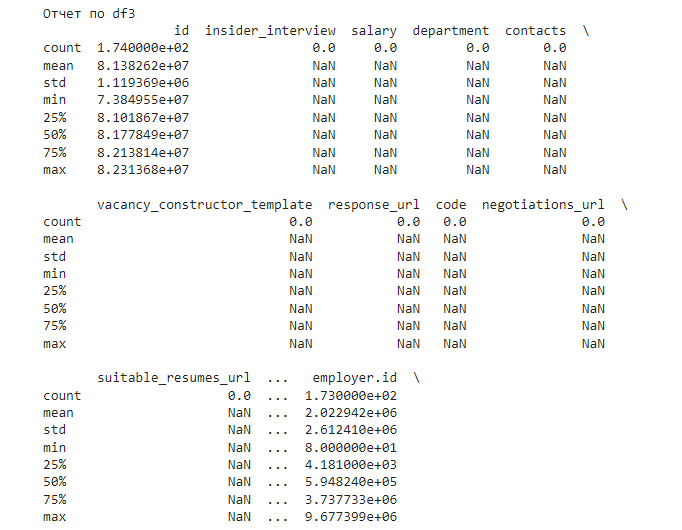 Отчет по df3
id insider_interview salary department contacts \
count 1.740000e+02 0.0 0.0 0.0 0.0
mean 8.138262e+07 NaN NaN NaN NaN
std 1.119369e+06 NaN NaN NaN NaN
min 7.384955e+07 NaN NaN NaN NaN
25% 8.101867e+07 NaN NaN NaN NaN
50% 8.177849e+07 NaN NaN NaN NaN
75% 8.213814e+07 NaN NaN NaN NaN
max 8.231368e+07 NaN NaN NaN NaN
vacancy_constructor_template response_url code negotiations_url \
count 0.0 0.0 0.0 0.0
mean NaN NaN NaN NaN
std NaN NaN NaN NaN
min NaN NaN NaN NaN
25% NaN NaN NaN NaN
50% NaN NaN NaN NaN
75% NaN NaN NaN NaN
max NaN NaN NaN NaN
suitable_resumes_url ... employer.id \
count 0.0 ... 1.730000e+02
mean NaN ... 2.022942e+06
std NaN ... 2.612410e+06
min NaN ... 8.000000e+01
25% NaN ... 4.181000e+03
50% NaN ... 5.948240e+05
75% NaN ... 3.737733e+06
max NaN ... 9.677399e+06